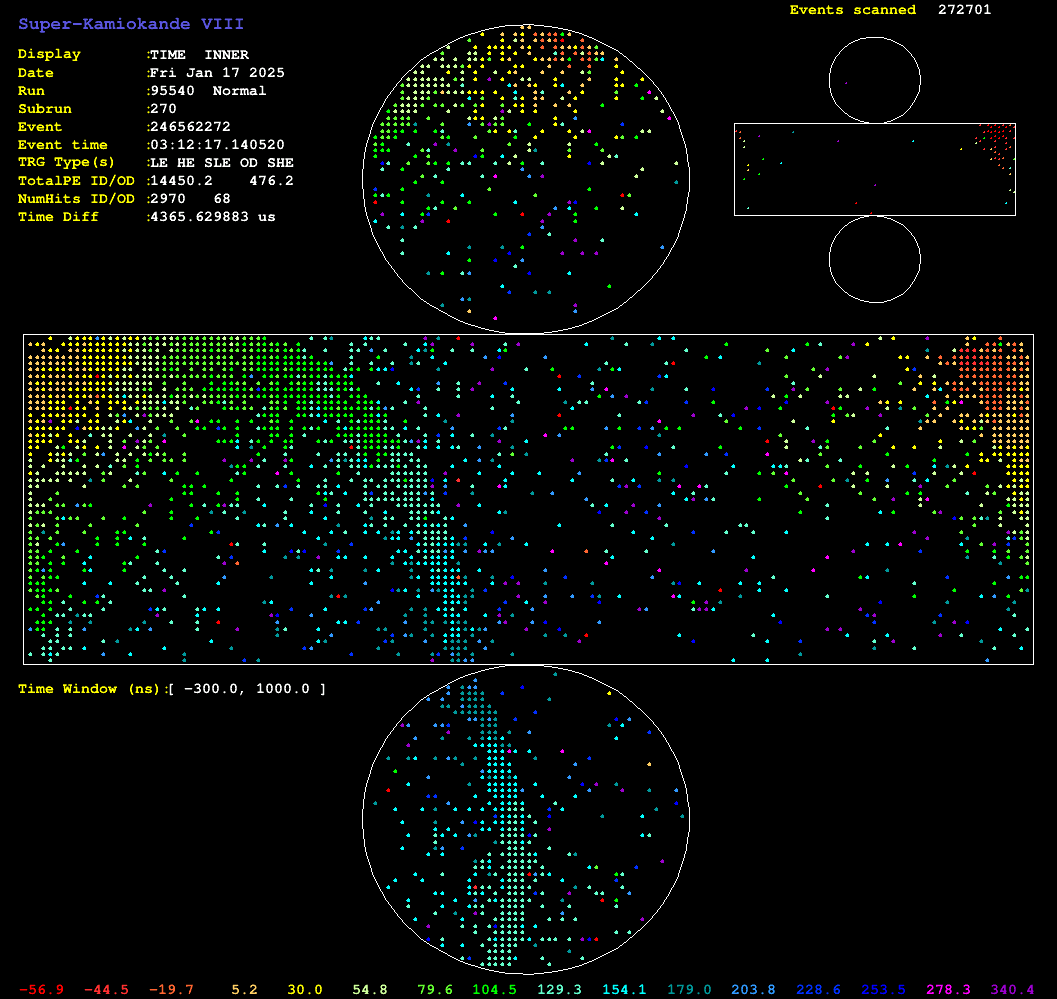 Super-Kamiokande VIII
Events scanned 272701
Display :TIME INNER
Date :Fri Jan 17 2025
Run :95540 Normal
Subrun :270
Event :246562272
Event time :03:12:17.140520
TRG Type(s) :LE HE SLE OD SHE
TotalPE ID/OD :14450.2 476.2
NumHits ID/OD :2970 68
Time Diff :4365.629883 us
Time Window (ns):[ -300.0, 1000.0 ]
-56.9 -44.5 -19.7 5.2 30.0 54.8 79.6 104.5 129.3 154.1 179.0 203.8 228.6 253.5 278.3 340.4